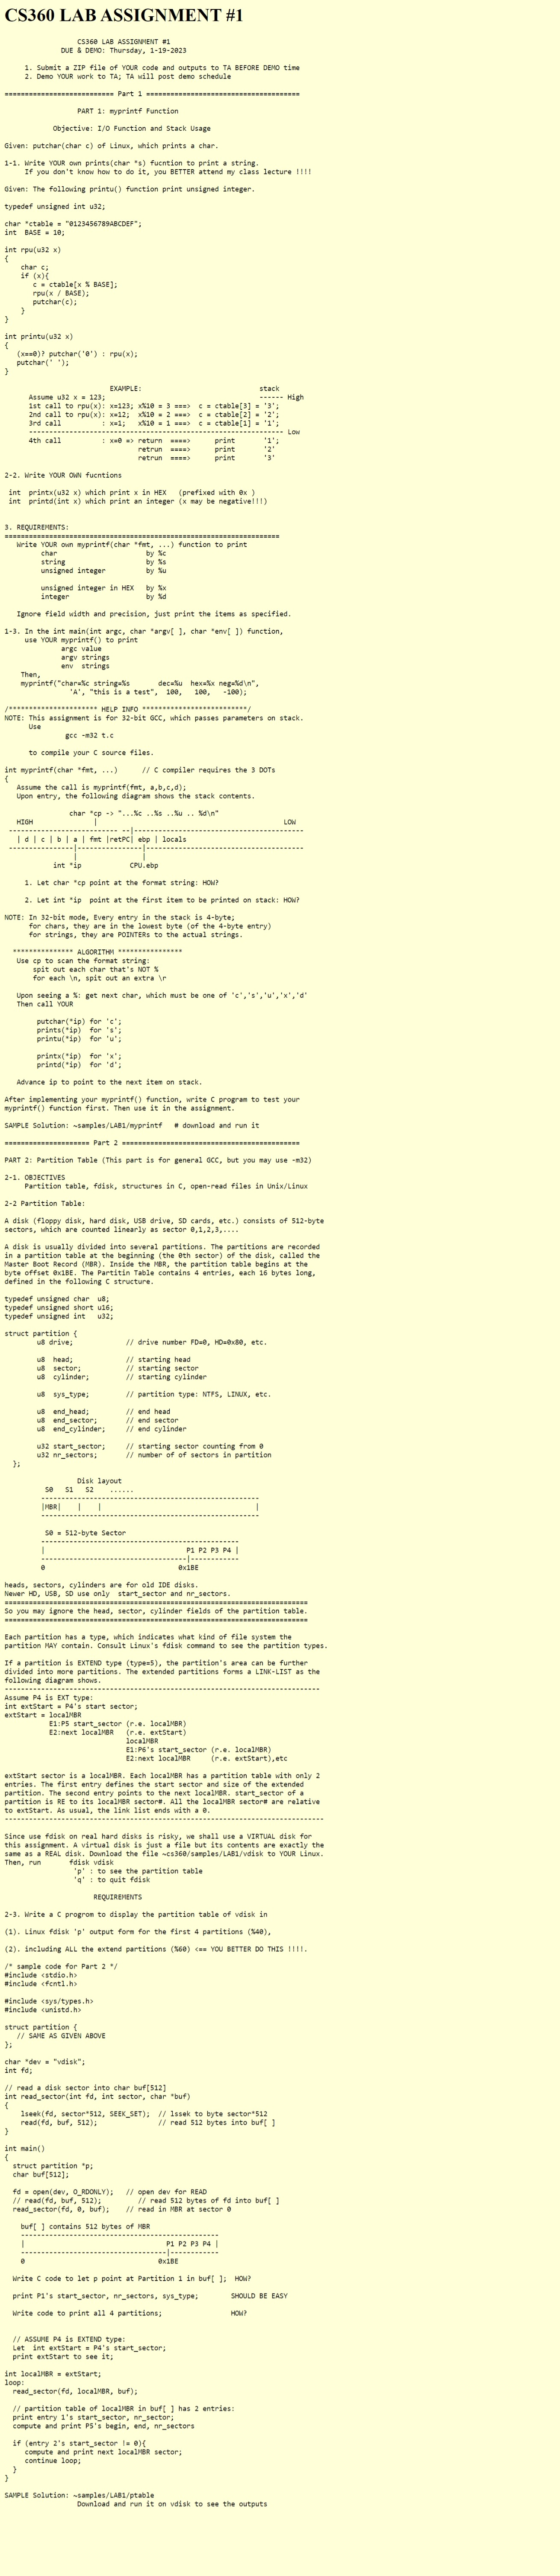 CS360 LAB ASSIGNMENT #1
CS360 LAB ASSIGNMENT #1
DUE & DEMO: Thursday, 1-19-2023
1. Submit a ZIP file of YOUR code and outputs to TA BEFORE DEMO time
2. Demo YOUR work to TA; TA will post demo schedule
=========================== Part 1 ======================================
PART 1: myprintf Function
Objective: I/O Function and Stack Usage
Given: putchar(char c) of Linux, which prints a char.
1-1. Write YOUR own prints(char *s) fucntion to print a string.
If you don't know how to do it, you BETTER attend my class lecture !!!!
Given: The following printu() function print unsigned integer.
typedef unsigned int u32;
char *ctable = "0123456789ABCDEF";
int  BASE = 10;
int rpu(u32 x)
{
    char c;
    if (x){
       c = ctable[x % BASE];
       rpu(x / BASE);
       putchar(c);
    }
}
int printu(u32 x)
{
   (x==0)? putchar('0') : rpu(x);
   putchar(' ');
}
                          EXAMPLE:                             stack
      Assume u32 x = 123;                                      ------ High
      1st call to rpu(x): x=123; x%10 = 3 ===>  c = ctable[3] = '3';
      2nd call to rpu(x): x=12;  x%10 = 2 ===>  c = ctable[2] = '2';
      3rd call          : x=1;   x%10 = 1 ===>  c = ctable[1] = '1';
      --------------------------------------------------------------- Low
      4th call          : x=0 => return  ====>      print       '1';
                                 retrun  ====>      print       '2'
                                 retrun  ====>      print       '3'
2-2. Write YOUR OWN fucntions
 int  printx(u32 x) which print x in HEX   (prefixed with 0x )
 int  printd(int x) which print an integer (x may be negative!!!)
3. REQUIREMENTS:
====================================================================
   Write YOUR own myprintf(char *fmt, ...) function to print
         char                      by %c
         string                    by %s
         unsigned integer          by %u
         unsigned integer in HEX   by %x
         integer                   by %d
   Ignore field width and precision, just print the items as specified.
1-3. In the int main(int argc, char *argv[ ], char *env[ ]) function,
     use YOUR myprintf() to print
              argc value
              argv strings
              env  strings
    Then,
    myprintf("char=%c string=%s       dec=%u  hex=%x neg=%d\n",
                'A', "this is a test",  100,   100,   -100);
/********************** HELP INFO **************************/
NOTE: This assignment is for 32-bit GCC, which passes parameters on stack.
      Use
               gcc -m32 t.c
      to compile your C source files.
int myprintf(char *fmt, ...)      // C compiler requires the 3 DOTs
{
   Assume the call is myprintf(fmt, a,b,c,d);
   Upon entry, the following diagram shows the stack contents.
                char *cp -> "...%c ..%s ..%u .. %d\n"
   HIGH               |                                              LOW
 --------------------------- --|------------------------------------------
   | d | c | b | a | fmt |retPC| ebp | locals
 ----------------|----------------|---------------------------------------
                 |                |
            int *ip            CPU.ebp
     1. Let char *cp point at the format string: HOW?
     2. Let int *ip  point at the first item to be printed on stack: HOW?
NOTE: In 32-bit mode, Every entry in the stack is 4-byte;
      for chars, they are in the lowest byte (of the 4-byte entry)
      for strings, they are POINTERs to the actual strings.
  *************** ALGORITHM ****************
   Use cp to scan the format string:
       spit out each char that's NOT %
       for each \n, spit out an extra \r
   Upon seeing a %: get next char, which must be one of 'c','s','u','x','d'
   Then call YOUR
        putchar(*ip) for 'c';
        prints(*ip)  for 's';
        printu(*ip)  for 'u';
        printx(*ip)  for 'x';
        printd(*ip)  for 'd';
   Advance ip to point to the next item on stack.
After implementing your myprintf() function, write C program to test your
myprintf() function first. Then use it in the assignment.
SAMPLE Solution: ~samples/LAB1/myprintf   # download and run it
===================== Part 2 ============================================
PART 2: Partition Table (This part is for general GCC, but you may use -m32)
2-1. OBJECTIVES
     Partition table, fdisk, structures in C, open-read files in Unix/Linux
2-2 Partition Table:
A disk (floppy disk, hard disk, USB drive, SD cards, etc.) consists of 512-byte
sectors, which are counted linearly as sector 0,1,2,3,....
A disk is usually divided into several partitions. The partitions are recorded
in a partition table at the beginning (the 0th sector) of the disk, called the
Master Boot Record (MBR). Inside the MBR, the partition table begins at the
byte offset 0x1BE. The Partitin Table contains 4 entries, each 16 bytes long,
defined in the following C structure.
typedef unsigned char  u8;
typedef unsigned short u16;
typedef unsigned int   u32;
struct partition {
        u8 drive;             // drive number FD=0, HD=0x80, etc.
        u8  head;             // starting head
        u8  sector;           // starting sector
        u8  cylinder;         // starting cylinder
        u8  sys_type;         // partition type: NTFS, LINUX, etc.
        u8  end_head;         // end head
        u8  end_sector;       // end sector
        u8  end_cylinder;     // end cylinder
        u32 start_sector;     // starting sector counting from 0
        u32 nr_sectors;       // number of of sectors in partition
  };
                  Disk layout
          S0   S1   S2    ......
         ------------------------------------------------------
         |MBR|    |    |                                      |
         ------------------------------------------------------
          S0 = 512-byte Sector
         -------------------------------------------------
         |                                   P1 P2 P3 P4 |
         ------------------------------------|------------
         0                                 0x1BE
heads, sectors, cylinders are for old IDE disks.
Newer HD, USB, SD use only  start_sector and nr_sectors.
===========================================================================
So you may ignore the head, sector, cylinder fields of the partition table.
===========================================================================
Each partition has a type, which indicates what kind of file system the
partition MAY contain. Consult Linux's fdisk command to see the partition types.
If a partition is EXTEND type (type=5), the partition's area can be further
divided into more partitions. The extended partitions forms a LINK-LIST as the
following diagram shows.
------------------------------------------------------------------------------
Assume P4 is EXT type:
int extStart = P4's start sector;
extStart = localMBR
           E1:P5 start_sector (r.e. localMBR)
           E2:next localMBR   (r.e. extStart)
                              localMBR
                              E1:P6's start_sector (r.e. localMBR)
                              E2:next localMBR     (r.e. extStart),etc
extStart sector is a localMBR. Each localMBR has a partition table with only 2
entries. The first entry defines the start sector and size of the extended
partition. The second entry points to the next localMBR. start_sector of a
partition is RE to its localMBR sector#. All the localMBR sector# are relative
to extStart. As usual, the link list ends with a 0.
-------------------------------------------------------------------------------
Since use fdisk on real hard disks is risky, we shall use a VIRTUAL disk for
this assignment. A virtual disk is just a file but its contents are exactly the
same as a REAL disk. Download the file ~cs360/samples/LAB1/vdisk to YOUR Linux.
Then, run       fdisk vdisk
                 'p' : to see the partition table
                 'q' : to quit fdisk
                      REQUIREMENTS
2-3. Write a C progrom to display the partition table of vdisk in
(1). Linux fdisk 'p' output form for the first 4 partitions (%40),
(2). including ALL the extend partitions (%60) <== YOU BETTER DO THIS !!!!.
/* sample code for Part 2 */
#include <stdio.h>
#include <fcntl.h>
#include <sys/types.h>
#include <unistd.h>
struct partition {
   // SAME AS GIVEN ABOVE
};
char *dev = "vdisk";
int fd;
// read a disk sector into char buf[512]
int read_sector(int fd, int sector, char *buf)
{
    lseek(fd, sector*512, SEEK_SET);  // lssek to byte sector*512
    read(fd, buf, 512);               // read 512 bytes into buf[ ]
}
int main()
{
  struct partition *p;
  char buf[512];
  fd = open(dev, O_RDONLY);   // open dev for READ
  // read(fd, buf, 512);         // read 512 bytes of fd into buf[ ]
  read_sector(fd, 0, buf);    // read in MBR at sector 0
    buf[ ] contains 512 bytes of MBR
    -------------------------------------------------
    |                                   P1 P2 P3 P4 |
    ------------------------------------|------------
    0                                 0x1BE
  Write C code to let p point at Partition 1 in buf[ ];  HOW?
  print P1's start_sector, nr_sectors, sys_type;        SHOULD BE EASY
  Write code to print all 4 partitions;                 HOW?
  // ASSUME P4 is EXTEND type:
  Let  int extStart = P4's start_sector;
  print extStart to see it;
int localMBR = extStart;
loop:
  read_sector(fd, localMBR, buf);
  // partition table of localMBR in buf[ ] has 2 entries:
  print entry 1's start_sector, nr_sector;
  compute and print P5's begin, end, nr_sectors
  if (entry 2's start_sector != 0){
     compute and print next localMBR sector;
     continue loop;
  }
}
SAMPLE Solution: ~samples/LAB1/ptable
                  Download and run it on vdisk to see the outputs